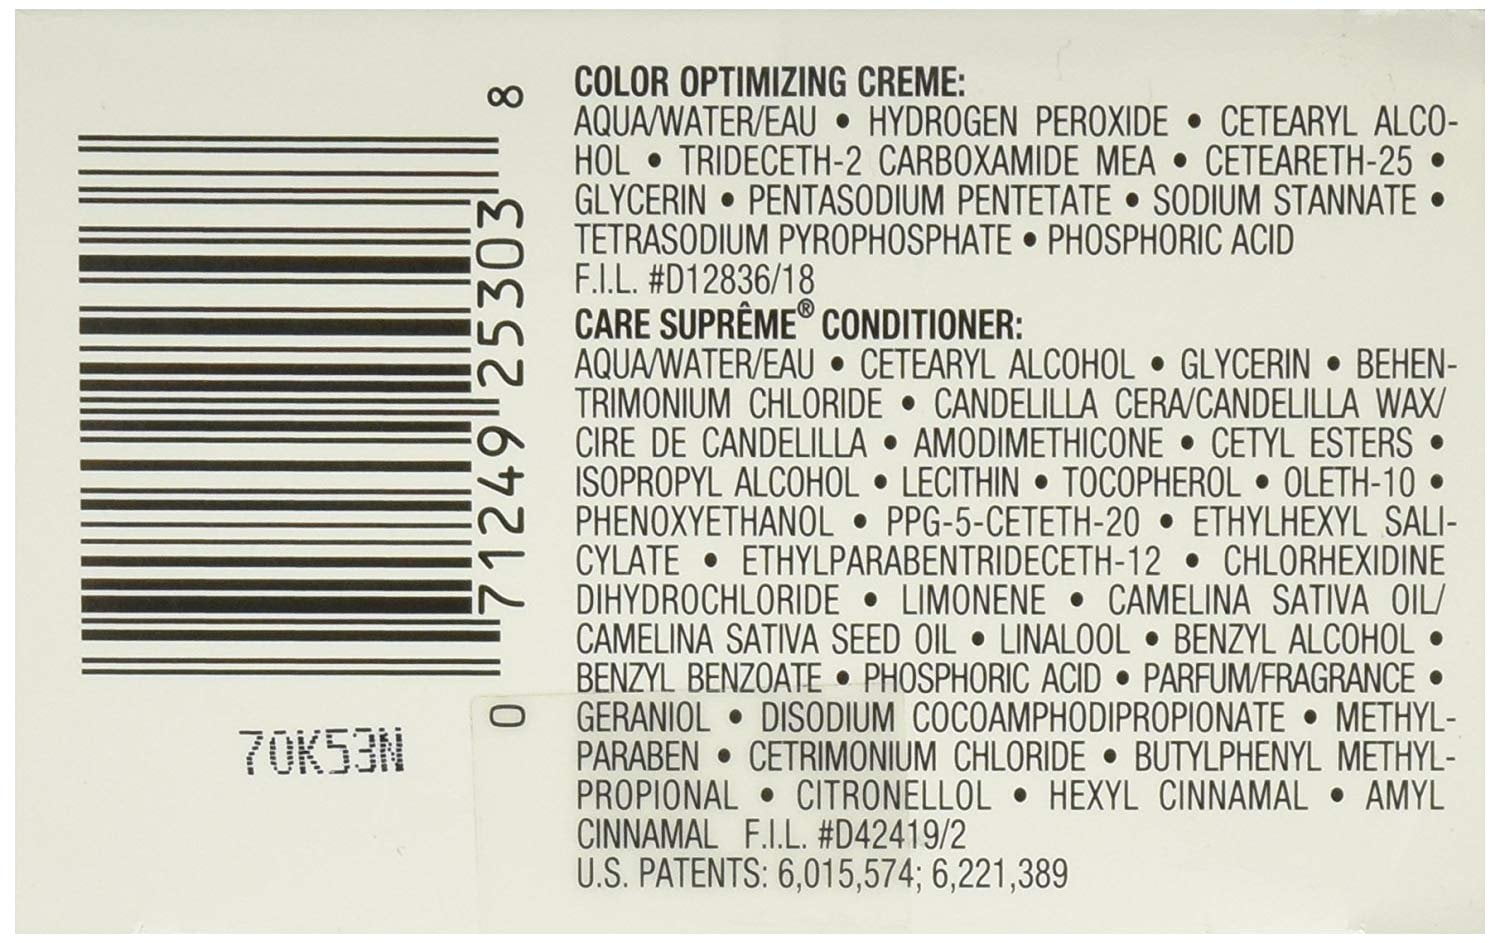 COLOR OPTIMIZING CREME:
AQUA/WATER/EAU • HYDROGEN PEROXIDE • CETEARYL ALCO-
HOL • TRIDECETH-2 CARBOXAMIDE MEA • CETEARETH-25 •
GLYCERIN • PENTASODIUM PENTETATE • SODIUM STANNATE •
TETRASODIUM PYROPHOSPHATE • PHOSPHORIC ACID
F.I.L. #D12836/18
CARE SUPRÊME® CONDITIONER:
AQUA/WATER/EAU • CETEARYL ALCOHOL • GLYCERIN • BEHEN-
TRIMONIUM CHLORIDE • CANDELILLA CERA/CANDELILLA WAX/
CIRE DE CANDELILLA • AMODIMETHICONE • CETYL ESTERS •
ISOPROPYL ALCOHOL • LECITHIN • TOCOPHEROL • OLETH-10 •
PHENOXYETHANOL • PPG-5-CETETH-20 • ETHYLHEXYL SALI-
CYLATE • ETHYLPARABENTRIDECETH-12 • CHLORHEXIDINE
DIHYDROCHLORIDE • LIMONENE • CAMELINA SATIVA OIL/
CAMELINA SATIVA SEED OIL • LINALOOL • BENZYL ALCOHOL •
BENZYL BENZOATE • PHOSPHORIC ACID • PARFUM/FRAGRANCE •
GERANIOL • DISODIUM COCOAMPHODIPROPIONATE • METHYL-
PARABEN • CETRIMONIUM CHLORIDE • BUTYLPHENYL METHYL-
PROPIONAL • CITRONELLOL • HEXYL CINNAMAL • AMYL
CINNAMAL F.I.L. #D42419/2
U.S. PATENTS: 6,015,574; 6,221,389
0 71249 25303 8
70K53N